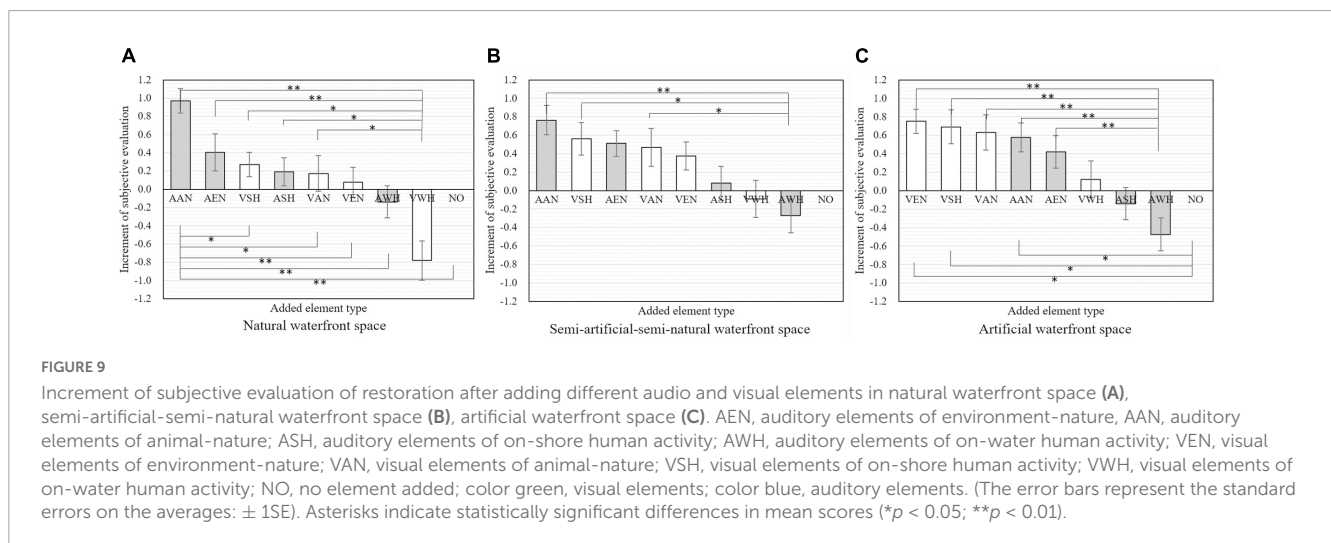 A
B
C
Increment of subjective evaluation
1.2
1.0
0.8
0.6
0.4
0.2
0.0
-0.2
-0.4
-0.6
-0.8
-1.0
-1.2
**
**
*
*
*
AAN AEN VSH ASH VAN VEN AWH VWH NO
*
*
**
**
**
Added element type
Natural waterfront space
Increment of subjective evaluation
1.2
1.0
0.8
0.6
0.4
0.2
0.0
-0.2
-0.4
-0.6
-0.8
-1.0
-1.2
**
*
*
AAN VSH AEN VAN VEN ASH VWH AWH NO
Added element type
Semi-artificial-semi-natural waterfront space
Increment of subjective evaluation
1.2
1.0
0.8
0.6
0.4
0.2
0.0
-0.2
-0.4
-0.6
-0.8
-1.0
-1.2
**
**
**
**
**
VEN VSH VAN AAN AEN VWH ASH AWH NO
*
*
*
Added element type
Artificial waterfront space
FIGURE 9
Increment of subjective evaluation of restoration after adding different audio and visual elements in natural waterfront space (A),
semi-artificial-semi-natural waterfront space (B), artificial waterfront space (C). AEN, auditory elements of environment-nature, AAN, auditory
elements of animal-nature; ASH, auditory elements of on-shore human activity; AWH, auditory elements of on-water human activity; VEN, visual
elements of environment-nature; VAN, visual elements of animal-nature; VSH, visual elements of on-shore human activity; VWH, visual elements of
on-water human activity; NO, no element added; color green, visual elements; color blue, auditory elements. (The error bars represent the standard
errors on the averages: ± 1SE). Asterisks indicate statistically significant differences in mean scores (*p < 0.05; **p < 0.01).